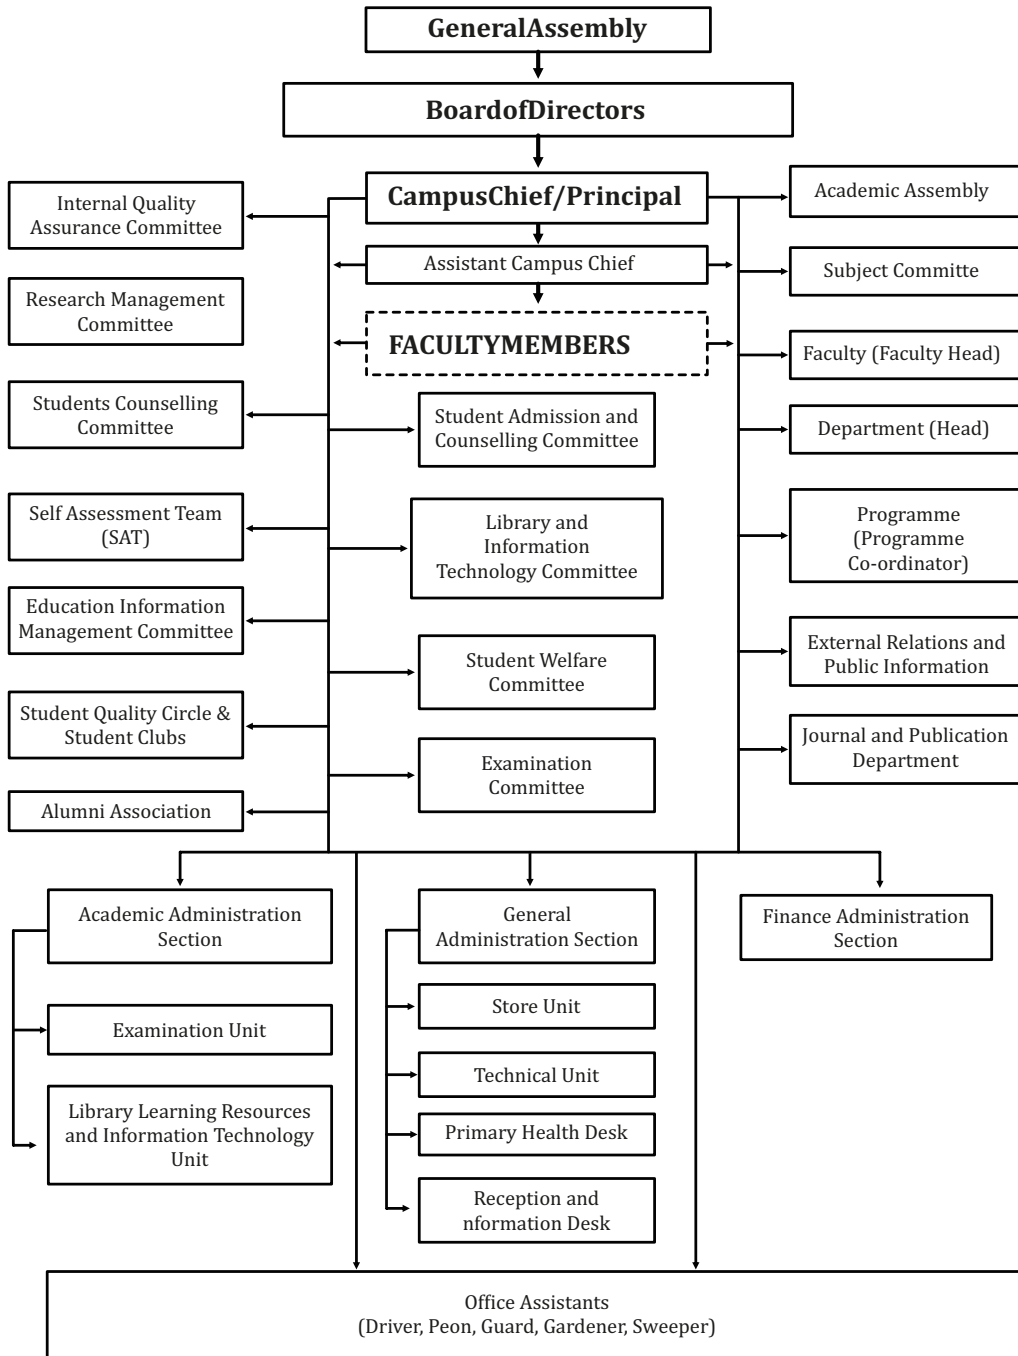 GeneralAssembly
BoardofDirectors
CampusChief/Principal
Assistant Campus Chief
FACULTYMEMBERS
Internal Quality
Assurance Committee
Research Management
Committee
Students Counselling
Committee
Self Assessment Team
(SAT)
Education Information
Management Committee
Student Quality Circle &
Student Clubs
Alumni Association
Student Admission and
Counselling Committee
Library and
Information
Technology Committee
Student Welfare
Committee
Examination
Committee
Academic Assembly
Subject Committe
Faculty (Faculty Head)
Department (Head)
Programme
(Programme
Co-ordinator)
External Relations and
Public Information
Journal and Publication
Department
Academic Administration
Section
Examination Unit
Library Learning Resources
and Information Technology
Unit
General
Administration Section
Store Unit
Technical Unit
Primary Health Desk
Reception and
nformation Desk
Finance Administration
Section
Office Assistants
(Driver, Peon, Guard, Gardener, Sweeper)